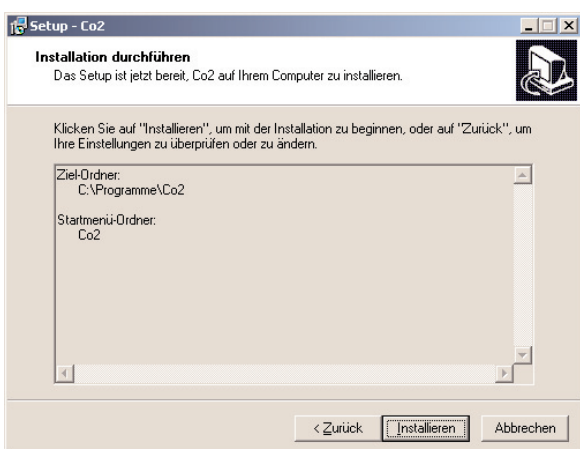 Setup - Co2
Installation durchführen
Das Setup ist jetzt bereit, Co2 auf Ihrem Computer zu installieren.
Klicken Sie auf "Installieren", um mit der Installation zu beginnen, oder auf "Zurück", um
Ihre Einstellungen zu überprüfen oder zu ändern.
Ziel-Ordner:
C:\Programme\Co2
Startmenü-Ordner:
Co2
< Zurück
Installieren
Abbrechen